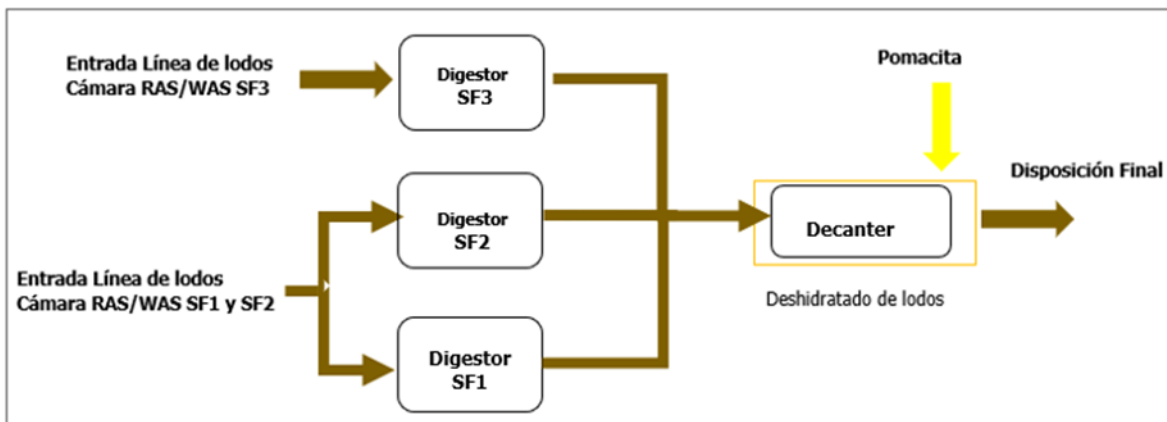 Entrada Línea de lodos
Cámara RAS/WAS SF3
Digestor
SF3
Pomacita
Disposición Final
Digestor
SF2
Decanter
Entrada Línea de lodos
Cámara RAS/WAS SF1 y SF2
Deshidratado de lodos
Digestor
SF1